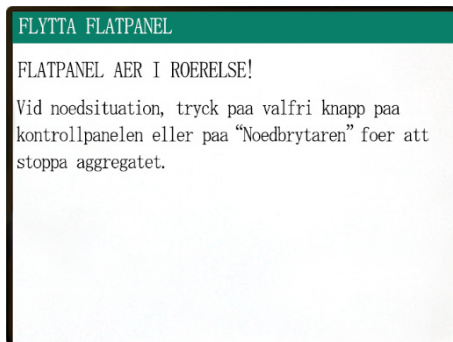 FLYTTA FLATPANEL
FLATPANEL AER I ROERELSE!
Vid noedsituation, tryck paa valfri knapp paa
kontrollpanelen eller paa “Noedbrytaren” foer att
stoppa aggregatet.